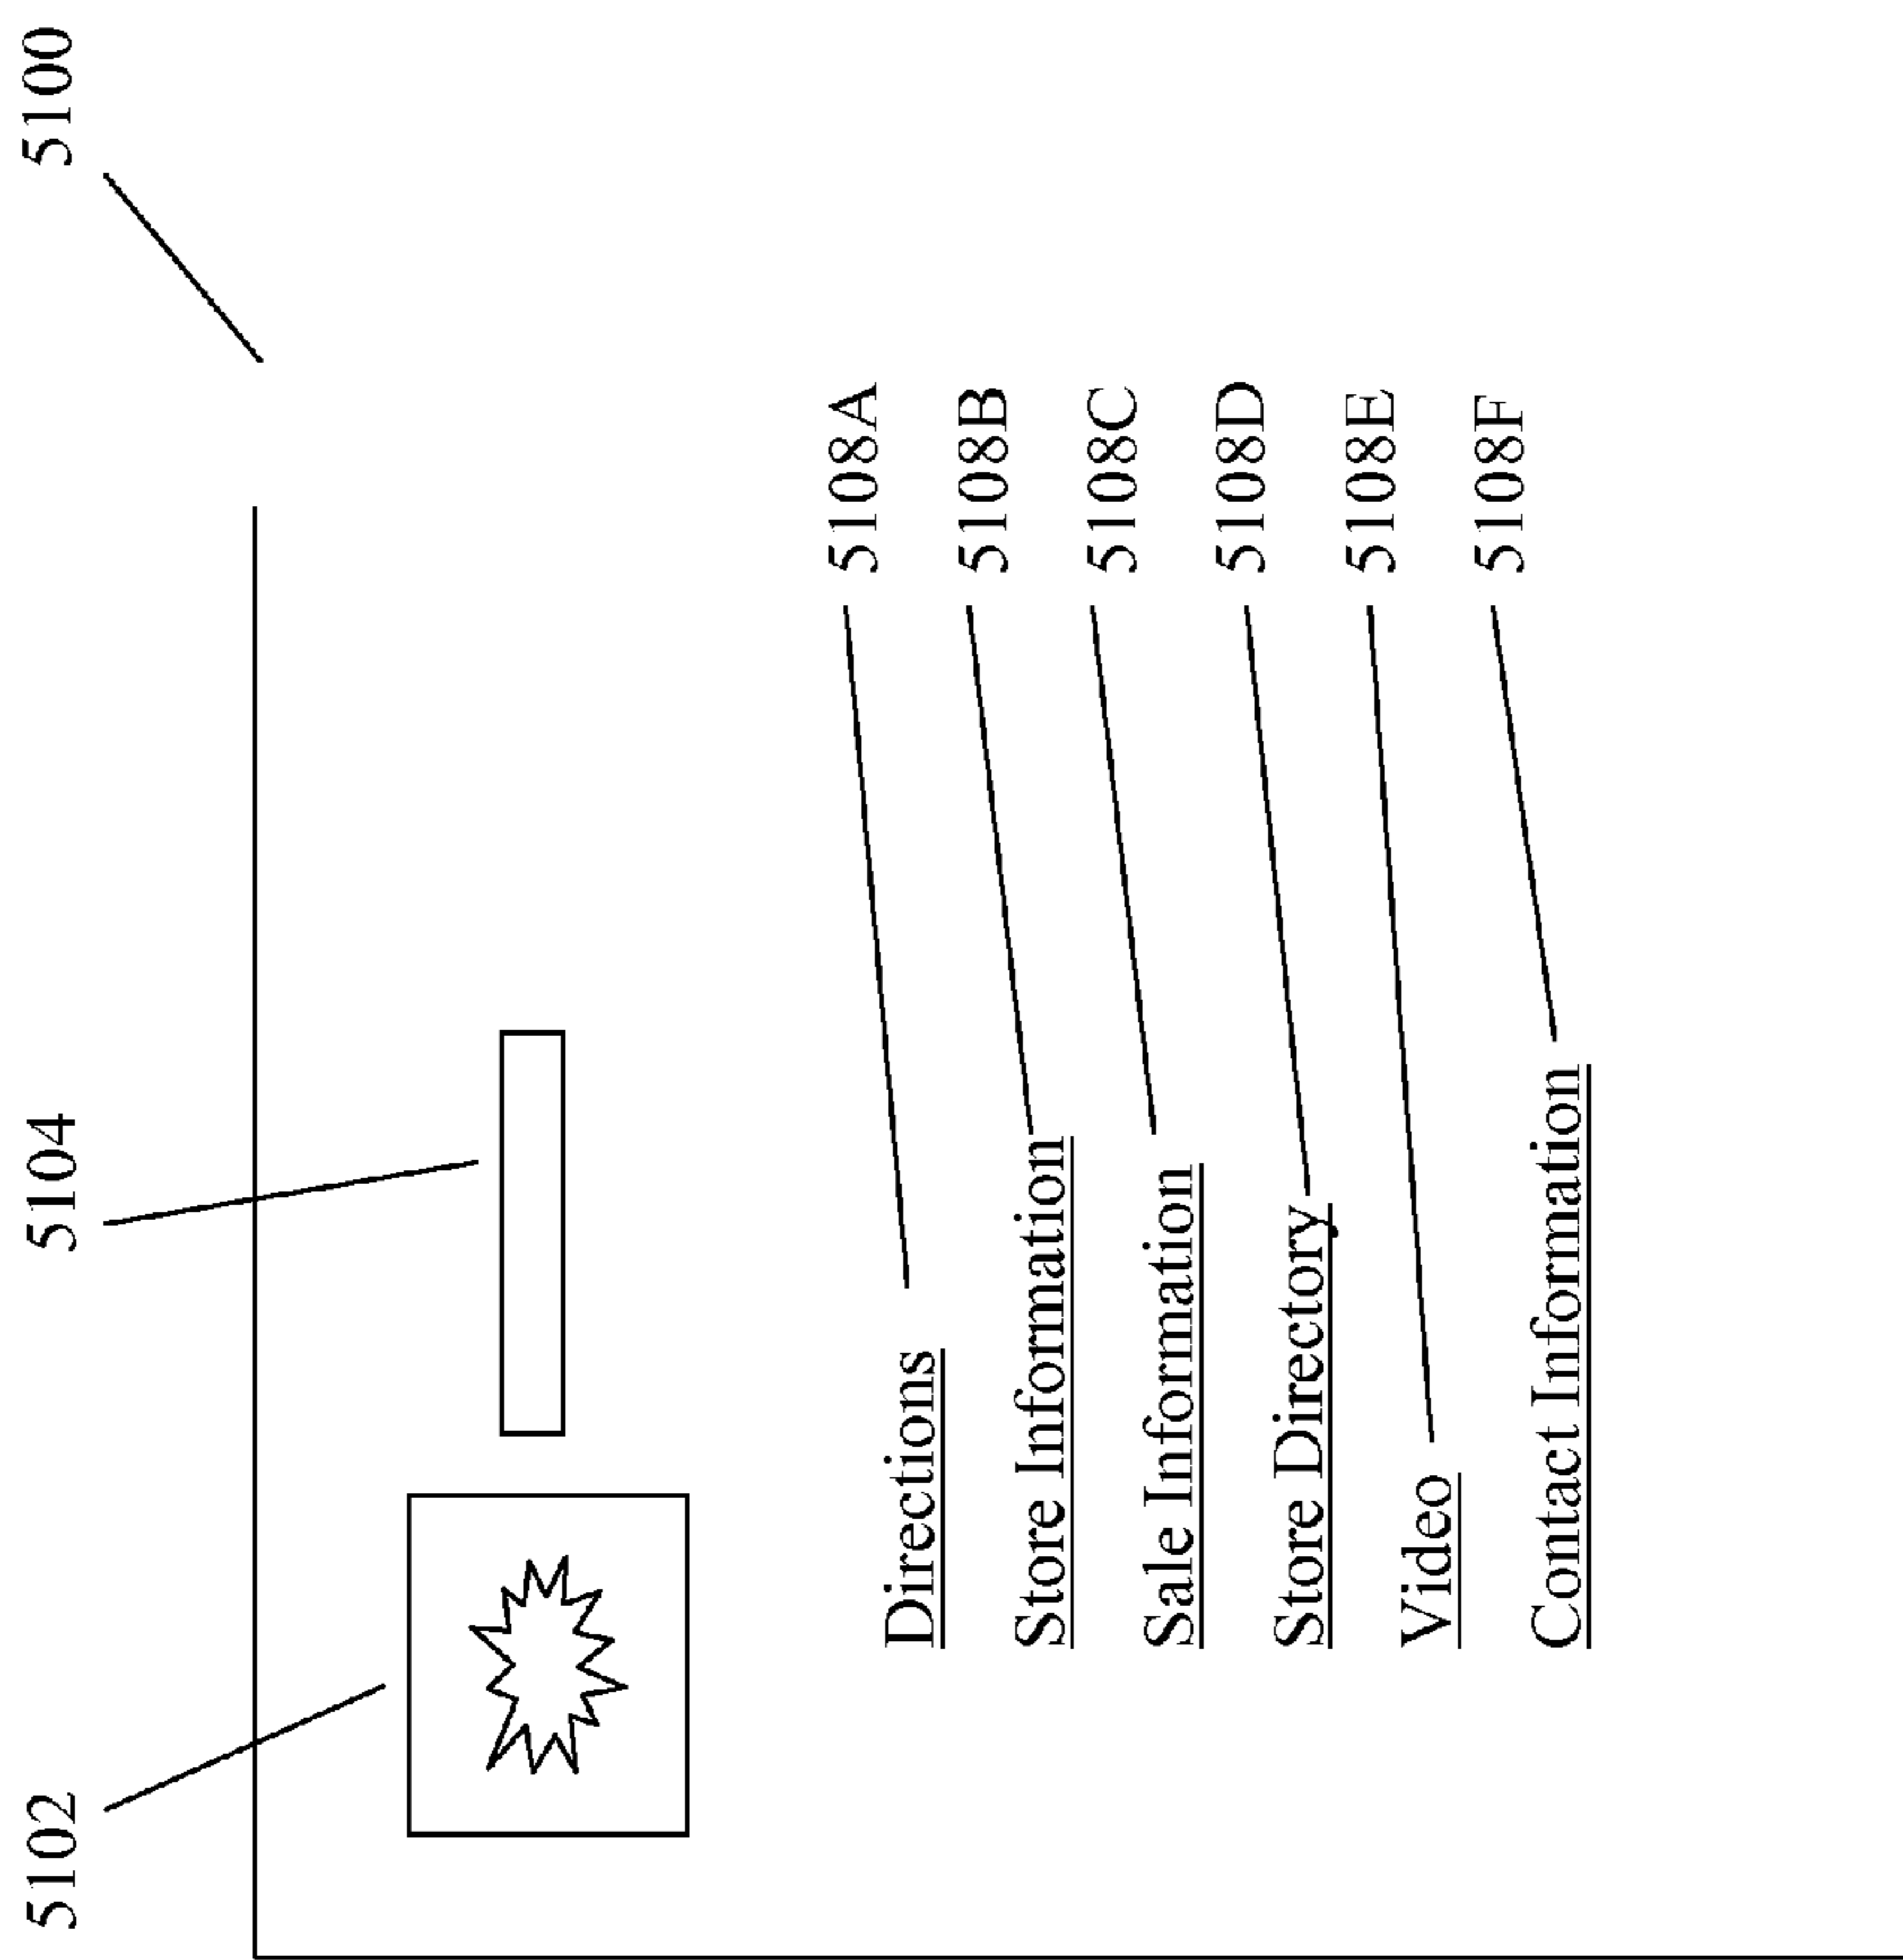 5100
5102
5104
Directions
5108A
Store Information
5108B
Sale Information
5108C
Store Directory
5108D
Video
5108E
Contact Information
5108F